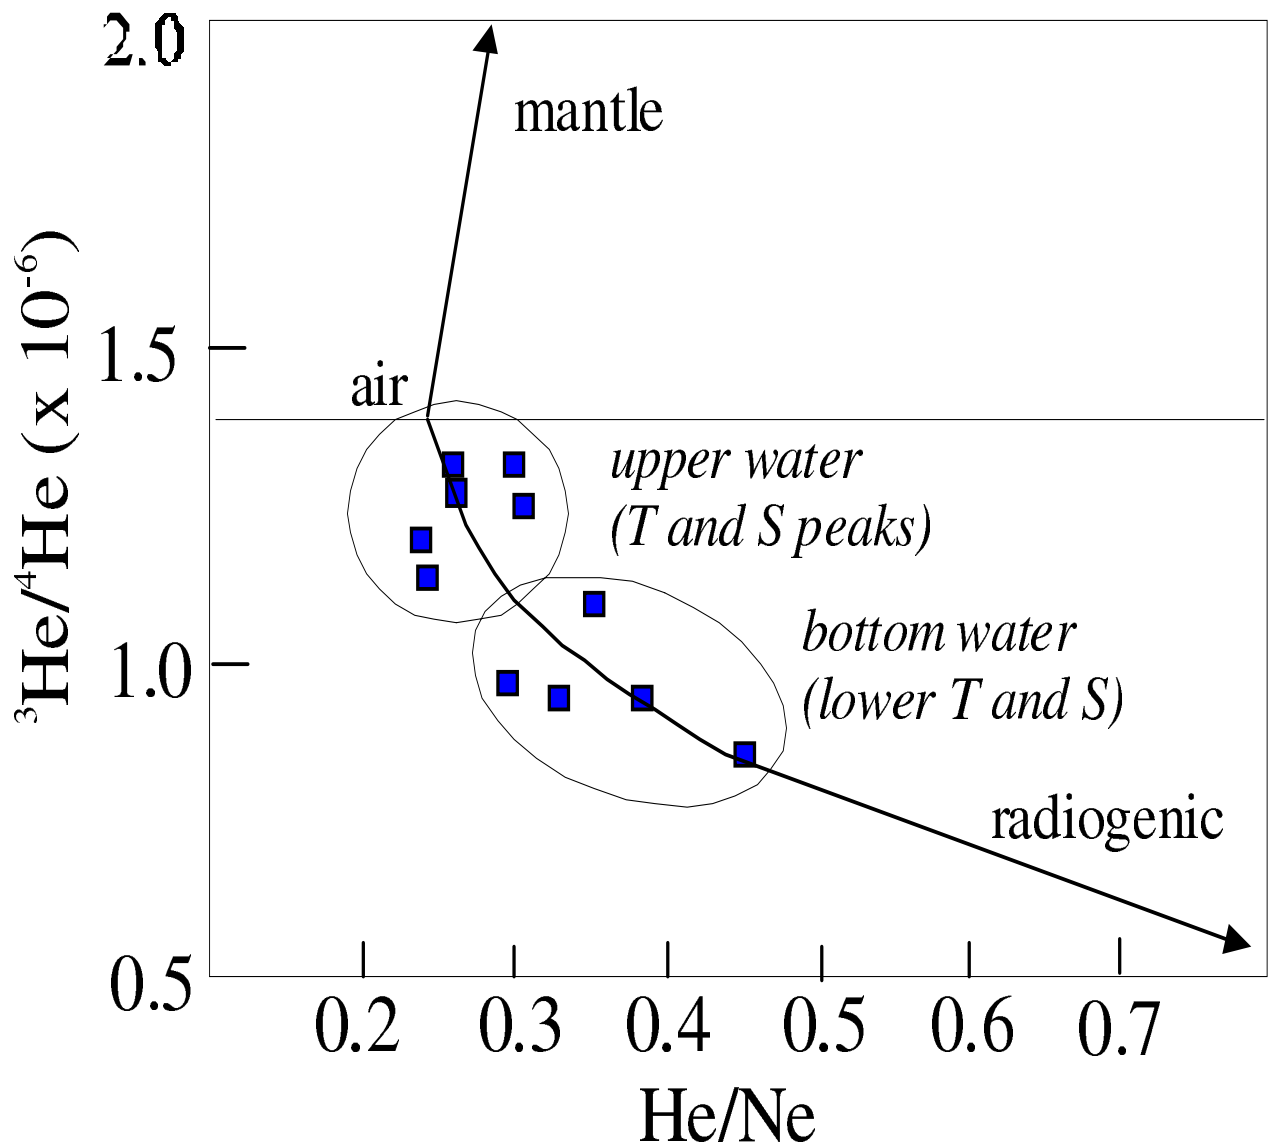 2.0
mantle
³He/⁴He (x 10⁻⁶)
1.5
air
upper water
(T and S peaks)
bottom water
(lower T and S)
1.0
radiogenic
0.5
0.2 0.3 0.4 0.5 0.6 0.7
He/Ne